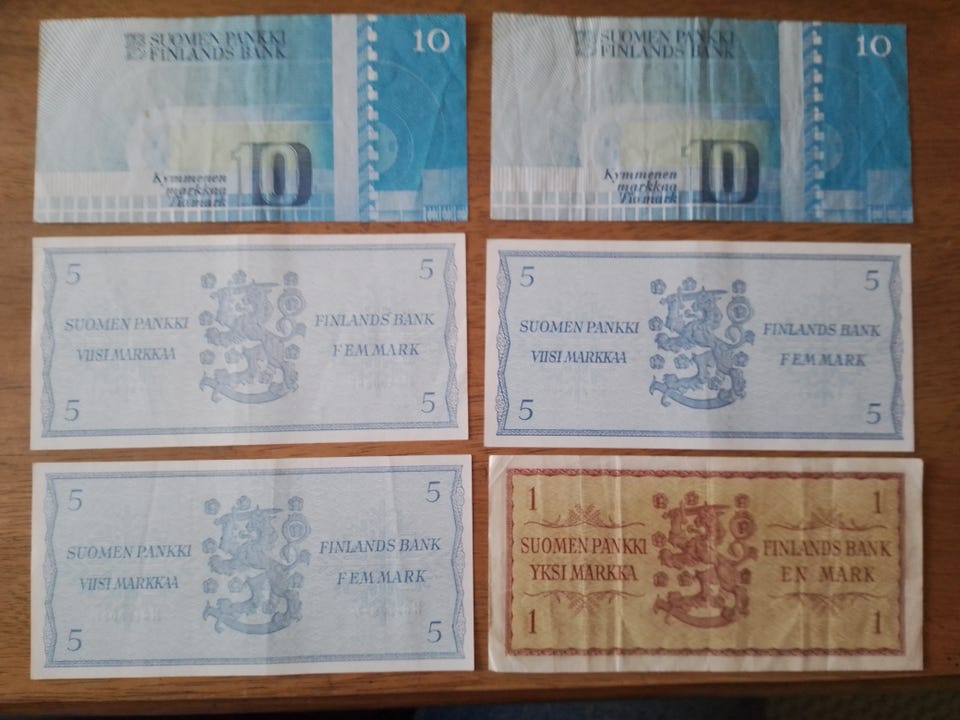 SUOMEN PANKKI
FINLANDS BANK
10
Kymmenen
markkaa
Tio mark
10
SUOMEN PANKKI
FINLANDS BANK
10
Kymmenen
markkaa
Tio mark
10
5
5
SUOMEN PANKKI
FINLANDS BANK
VIISI MARKKAA
FEM MARK
5
5
5
5
SUOMEN PANKKI
FINLANDS BANK
VIISI MARKKAA
FEM MARK
5
5
5
5
SUOMEN PANKKI
FINLANDS BANK
VIISI MARKKAA
FEM MARK
5
5
1
1
SUOMEN PANKKI
FINLANDS BANK
YKSI MARKKA
EN MARK
1
1